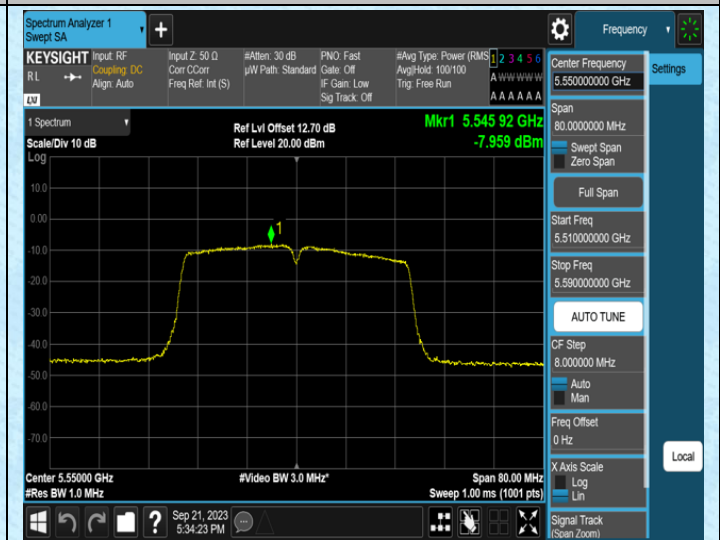 Spectrum Analyzer 1
Swept SA
+
Frequency
KEYSIGHT
RL
LXI
Input: RF
Coupling: DC
Align: Auto
Input Z: 50 Ω
Corr CCorr
Freq Ref: Int (S)
#Atten: 30 dB
µW Path: Standard
PNO: Fast
Gate: Off
IF Gain: Low
Sig Track: Off
#Avg Type: Power (RMS
Avg|Hold: 100/100
Trig: Free Run
1 2 3 4 5 6
A W W W W W
A A A A A A
1 Spectrum
Scale/Div 10 dB
Log
Ref Lvl Offset 12.70 dB
Ref Level 20.00 dBm
Mkr1 5.545 92 GHz
-7.959 dBm
10.0
0.00
-10.0
-20.0
-30.0
-40.0
-50.0
-60.0
-70.0
1
Center 5.55000 GHz
#Res BW 1.0 MHz
#Video BW 3.0 MHz*
Span 80.00 MHz
Sweep 1.00 ms (1001 pts)
Center Frequency
5.550000000 GHz
Span
80.0000000 MHz
Swept Span
Zero Span
Full Span
Start Freq
5.510000000 GHz
Stop Freq
5.590000000 GHz
AUTO TUNE
CF Step
8.000000 MHz
Auto
Man
Freq Offset
0 Hz
X Axis Scale
Log
Lin
Signal Track
(Span Zoom)
Settings
Local
?
Sep 21, 2023
5:34:23 PM